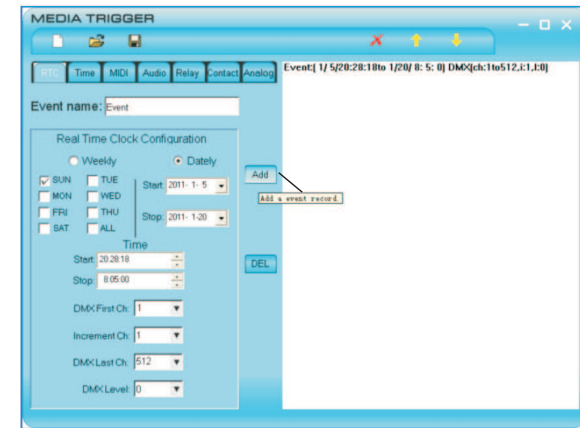 MEDIA TRIGGER
RTC Time MIDI Audio Relay Contact Analog
Event:[ 1/ 5/20:28:18to 1/20/ 8: 5: 0] DMX[ch:1to512,i:1,l:0]
Event name: Event
Real Time Clock Configuration
Weekly Dately
SUN TUE
MON WED
FRI THU
SAT ALL
Start: 2011- 1- 5
Stop: 2011- 1-20
Add
Add a event record
Time
Start: 20:28:18
Stop: 8:05:00
DEL
DMX First Ch: 1
Increment Ch: 1
DMX Last Ch: 512
DMX Level: 0